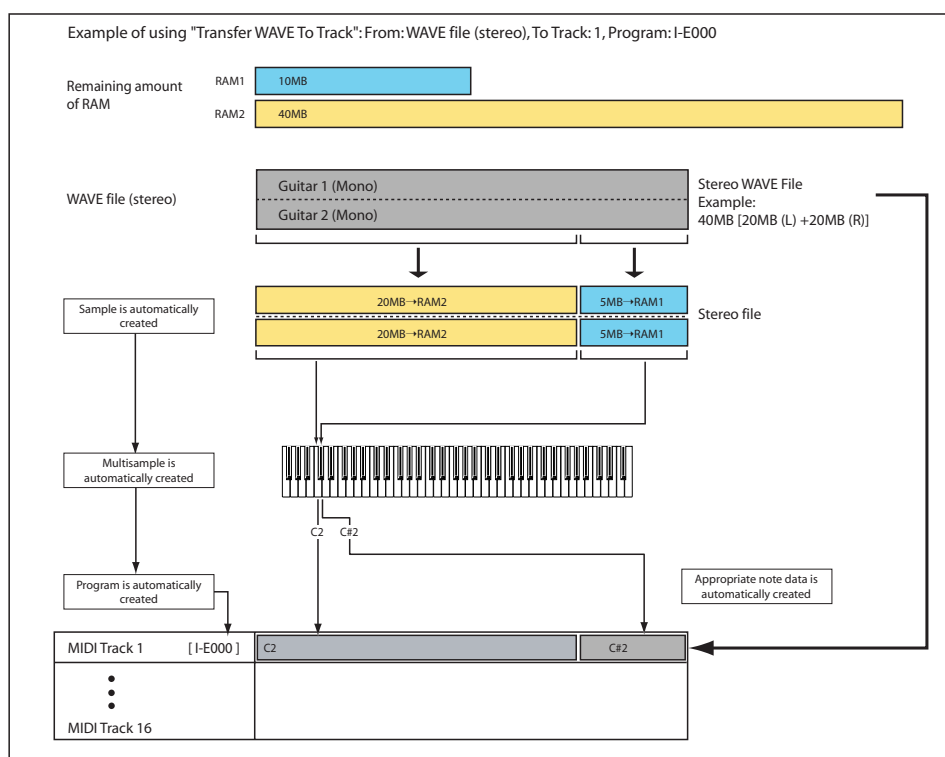 Example of using "Transfer WAVE To Track": From: WAVE file (stereo), To Track: 1, Program: I-E000
Remaining amount
of RAM
RAM1
10MB
RAM2
40MB
WAVE file (stereo)
Guitar 1 (Mono)
Guitar 2 (Mono)
Stereo WAVE File
Example:
40MB [20MB (L) +20MB (R)]
Sample is automatically
created
20MB→RAM2
5MB→RAM1
20MB→RAM2
5MB→RAM1
Stereo file
Multisample is
automatically created
C2
C#2
Program is automatically
created
Appropriate note data is
automatically created
MIDI Track 1
[ I-E000 ]
C2
C#2
MIDI Track 16